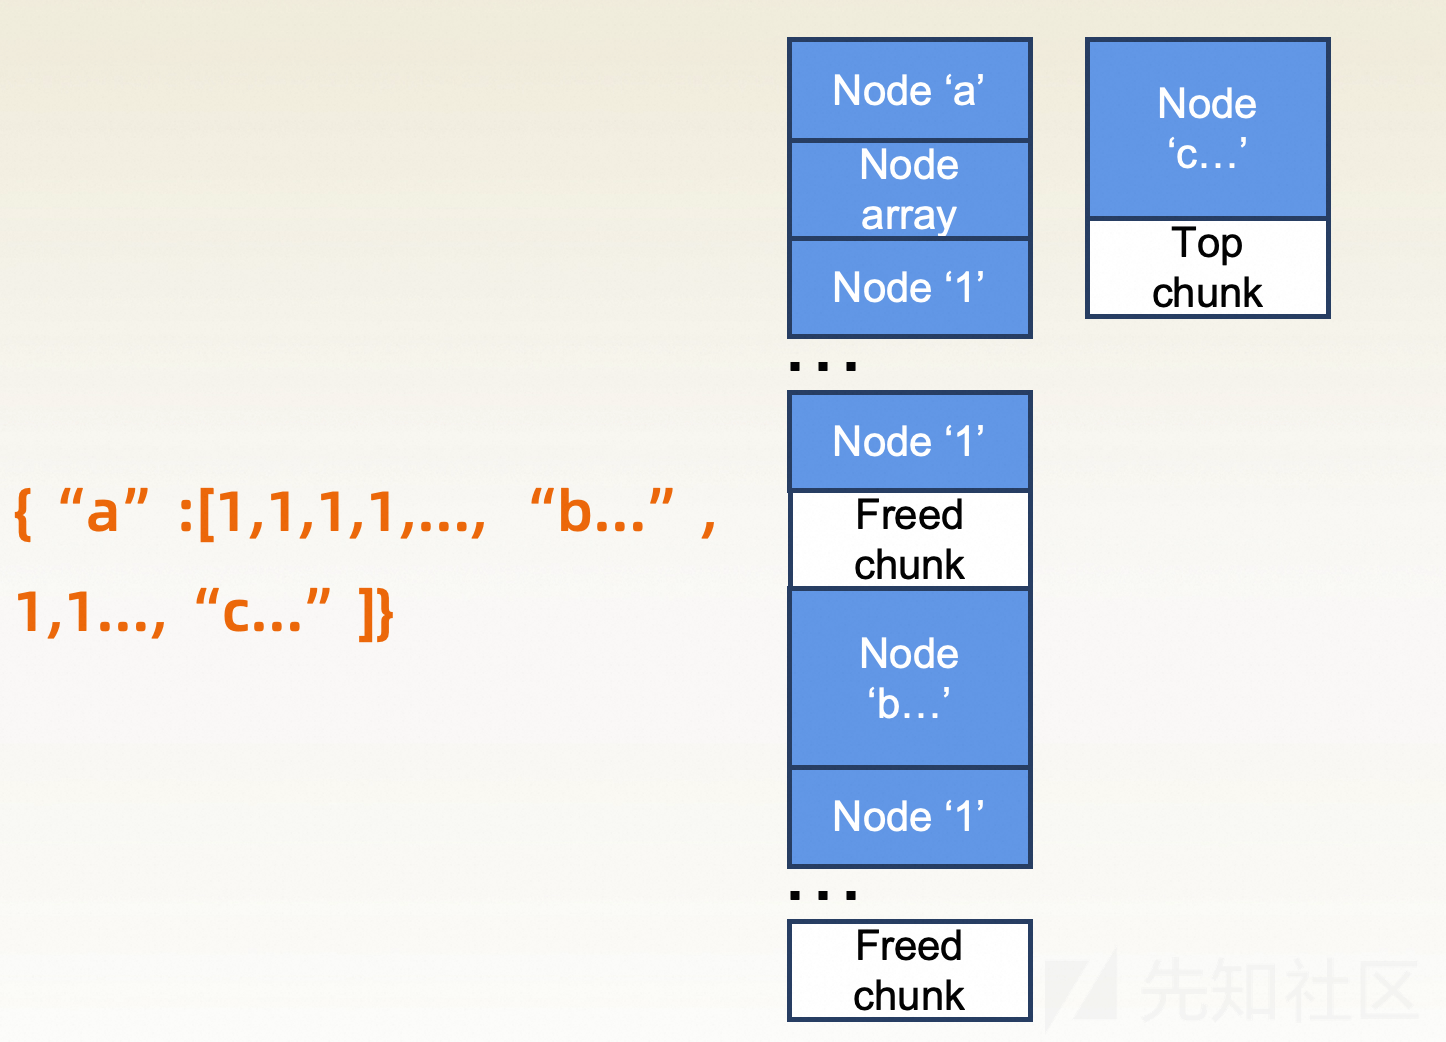 { “a” :[1,1,1,1,..., “b...” ,
1,1..., “c...” ]}
Node ‘a’
Node
array
Node ‘1’
...
Node ‘1’
Freed
chunk
Node
‘b...’
Node ‘1’
...
Freed
chunk
Node
‘c...’
Top
chunk
先知社区